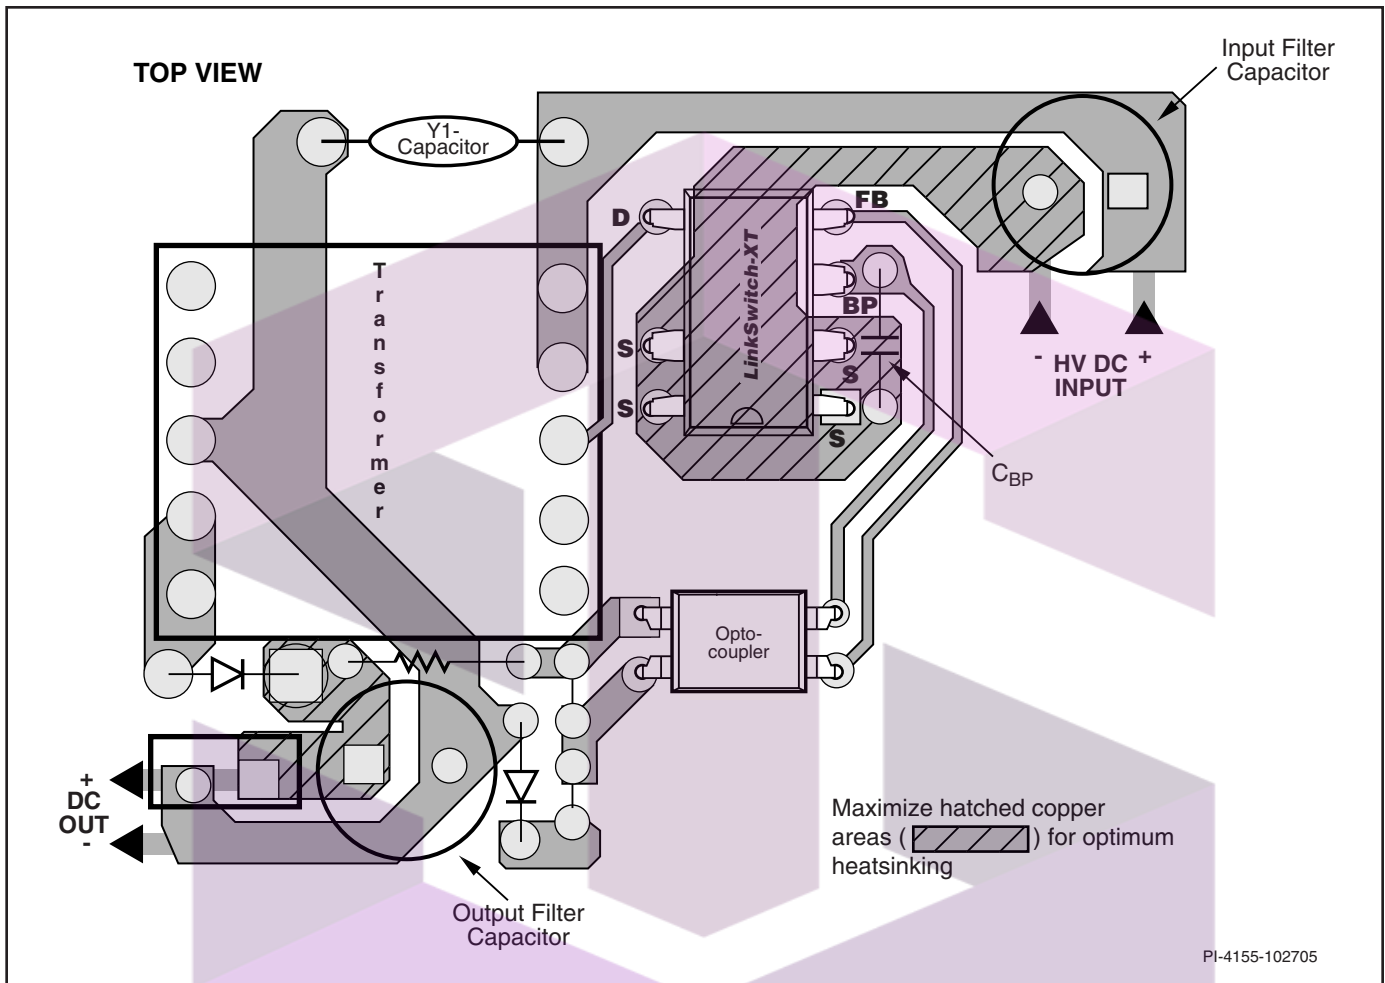 TOP VIEW
Input Filter
Capacitor
Y1-
Capacitor
D
FB
Transformer
LinkSwitch-XT
BP
S
S
S
S
- HV DC +
INPUT
CBP
Opto-
coupler
+
DC
OUT
-
Maximize hatched copper
areas ( ) for optimum
heatsinking
Output Filter
Capacitor
PI-4155-102705